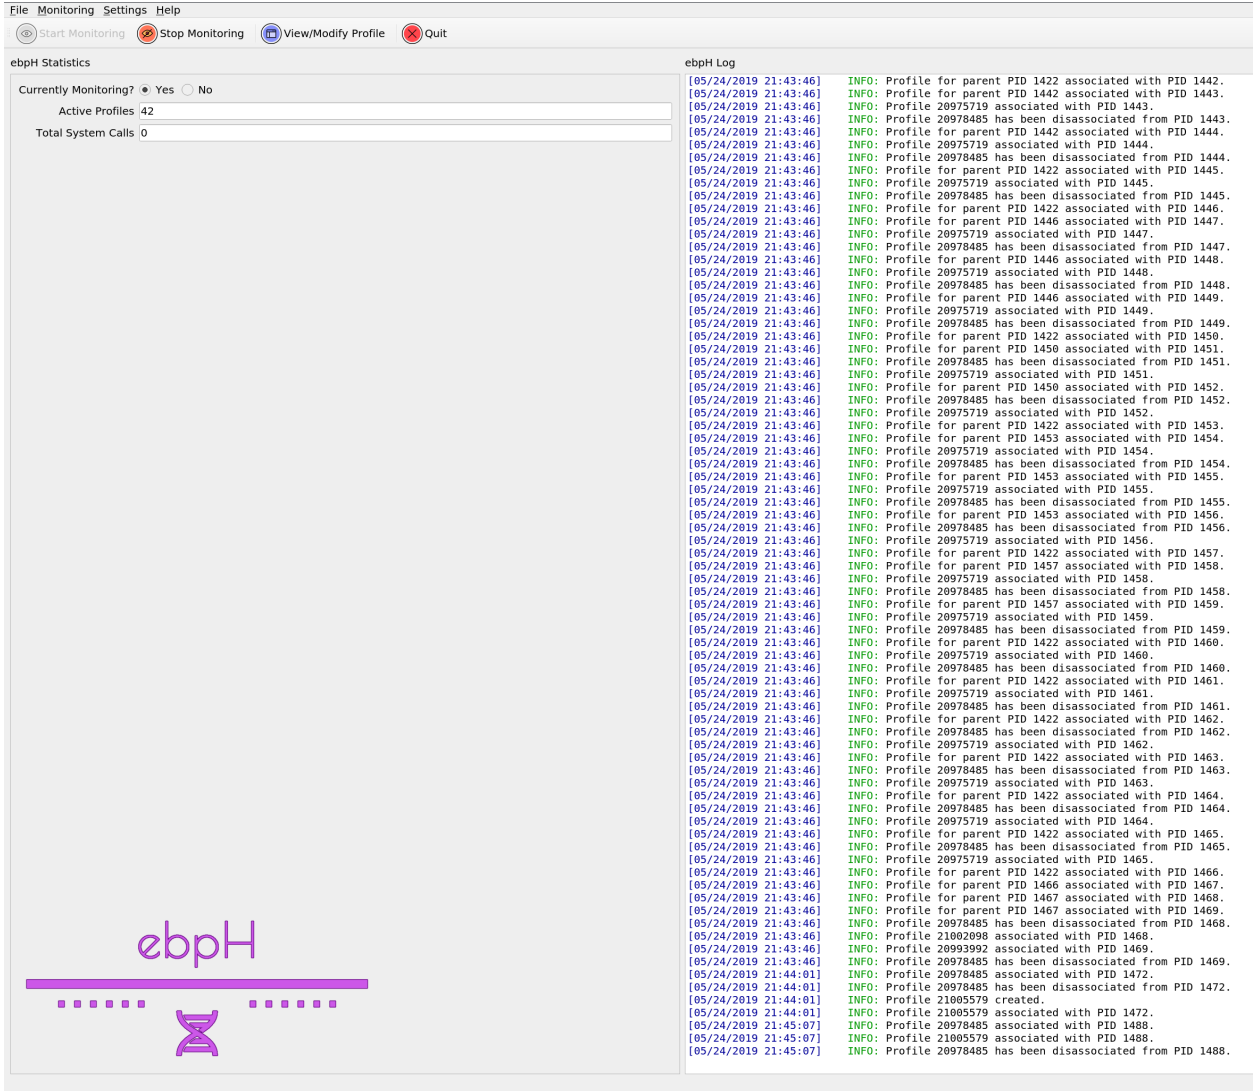 File Monitoring Settings Help
Start Monitoring Stop Monitoring View/Modify Profile Quit
ebpH Statistics
Currently Monitoring? Yes No
Active Profiles 42
Total System Calls 0
ebpH
ebpH Log
[05/24/2019 21:43:46] INFO: Profile for parent PID 1422 associated with PID 1442.
[05/24/2019 21:43:46] INFO: Profile for parent PID 1442 associated with PID 1443.
[05/24/2019 21:43:46] INFO: Profile 20975719 associated with PID 1443.
[05/24/2019 21:43:46] INFO: Profile 20978485 has been disassociated from PID 1443.
[05/24/2019 21:43:46] INFO: Profile for parent PID 1442 associated with PID 1444.
[05/24/2019 21:43:46] INFO: Profile 20975719 associated with PID 1444.
[05/24/2019 21:43:46] INFO: Profile 20978485 has been disassociated from PID 1444.
[05/24/2019 21:43:46] INFO: Profile for parent PID 1422 associated with PID 1445.
[05/24/2019 21:43:46] INFO: Profile 20975719 associated with PID 1445.
[05/24/2019 21:43:46] INFO: Profile 20978485 has been disassociated from PID 1445.
[05/24/2019 21:43:46] INFO: Profile for parent PID 1422 associated with PID 1446.
[05/24/2019 21:43:46] INFO: Profile for parent PID 1446 associated with PID 1447.
[05/24/2019 21:43:46] INFO: Profile 20975719 associated with PID 1447.
[05/24/2019 21:43:46] INFO: Profile 20978485 has been disassociated from PID 1447.
[05/24/2019 21:43:46] INFO: Profile for parent PID 1446 associated with PID 1448.
[05/24/2019 21:43:46] INFO: Profile 20975719 associated with PID 1448.
[05/24/2019 21:43:46] INFO: Profile 20978485 has been disassociated from PID 1448.
[05/24/2019 21:43:46] INFO: Profile for parent PID 1446 associated with PID 1449.
[05/24/2019 21:43:46] INFO: Profile 20975719 associated with PID 1449.
[05/24/2019 21:43:46] INFO: Profile 20978485 has been disassociated from PID 1449.
[05/24/2019 21:43:46] INFO: Profile for parent PID 1422 associated with PID 1450.
[05/24/2019 21:43:46] INFO: Profile for parent PID 1450 associated with PID 1451.
[05/24/2019 21:43:46] INFO: Profile 20978485 has been disassociated from PID 1451.
[05/24/2019 21:43:46] INFO: Profile 20975719 associated with PID 1451.
[05/24/2019 21:43:46] INFO: Profile for parent PID 1450 associated with PID 1452.
[05/24/2019 21:43:46] INFO: Profile 20978485 has been disassociated from PID 1452.
[05/24/2019 21:43:46] INFO: Profile 20975719 associated with PID 1452.
[05/24/2019 21:43:46] INFO: Profile for parent PID 1422 associated with PID 1453.
[05/24/2019 21:43:46] INFO: Profile for parent PID 1453 associated with PID 1454.
[05/24/2019 21:43:46] INFO: Profile 20975719 associated with PID 1454.
[05/24/2019 21:43:46] INFO: Profile 20978485 has been disassociated from PID 1454.
[05/24/2019 21:43:46] INFO: Profile for parent PID 1453 associated with PID 1455.
[05/24/2019 21:43:46] INFO: Profile 20975719 associated with PID 1455.
[05/24/2019 21:43:46] INFO: Profile 20978485 has been disassociated from PID 1455.
[05/24/2019 21:43:46] INFO: Profile for parent PID 1453 associated with PID 1456.
[05/24/2019 21:43:46] INFO: Profile 20978485 has been disassociated from PID 1456.
[05/24/2019 21:43:46] INFO: Profile 20975719 associated with PID 1456.
[05/24/2019 21:43:46] INFO: Profile for parent PID 1422 associated with PID 1457.
[05/24/2019 21:43:46] INFO: Profile for parent PID 1457 associated with PID 1458.
[05/24/2019 21:43:46] INFO: Profile 20975719 associated with PID 1458.
[05/24/2019 21:43:46] INFO: Profile 20978485 has been disassociated from PID 1458.
[05/24/2019 21:43:46] INFO: Profile for parent PID 1457 associated with PID 1459.
[05/24/2019 21:43:46] INFO: Profile 20975719 associated with PID 1459.
[05/24/2019 21:43:46] INFO: Profile 20978485 has been disassociated from PID 1459.
[05/24/2019 21:43:46] INFO: Profile for parent PID 1422 associated with PID 1460.
[05/24/2019 21:43:46] INFO: Profile 20975719 associated with PID 1460.
[05/24/2019 21:43:46] INFO: Profile 20978485 has been disassociated from PID 1460.
[05/24/2019 21:43:46] INFO: Profile for parent PID 1422 associated with PID 1461.
[05/24/2019 21:43:46] INFO: Profile 20975719 associated with PID 1461.
[05/24/2019 21:43:46] INFO: Profile 20978485 has been disassociated from PID 1461.
[05/24/2019 21:43:46] INFO: Profile for parent PID 1422 associated with PID 1462.
[05/24/2019 21:43:46] INFO: Profile 20978485 has been disassociated from PID 1462.
[05/24/2019 21:43:46] INFO: Profile 20975719 associated with PID 1462.
[05/24/2019 21:43:46] INFO: Profile for parent PID 1422 associated with PID 1463.
[05/24/2019 21:43:46] INFO: Profile 20978485 has been disassociated from PID 1463.
[05/24/2019 21:43:46] INFO: Profile 20975719 associated with PID 1463.
[05/24/2019 21:43:46] INFO: Profile for parent PID 1422 associated with PID 1464.
[05/24/2019 21:43:46] INFO: Profile 20978485 has been disassociated from PID 1464.
[05/24/2019 21:43:46] INFO: Profile 20975719 associated with PID 1464.
[05/24/2019 21:43:46] INFO: Profile for parent PID 1422 associated with PID 1465.
[05/24/2019 21:43:46] INFO: Profile 20978485 has been disassociated from PID 1465.
[05/24/2019 21:43:46] INFO: Profile 20975719 associated with PID 1465.
[05/24/2019 21:43:46] INFO: Profile for parent PID 1422 associated with PID 1466.
[05/24/2019 21:43:46] INFO: Profile for parent PID 1466 associated with PID 1467.
[05/24/2019 21:43:46] INFO: Profile for parent PID 1467 associated with PID 1468.
[05/24/2019 21:43:46] INFO: Profile for parent PID 1467 associated with PID 1469.
[05/24/2019 21:43:46] INFO: Profile 20978485 has been disassociated from PID 1468.
[05/24/2019 21:43:46] INFO: Profile 21002098 associated with PID 1468.
[05/24/2019 21:43:46] INFO: Profile 20993992 associated with PID 1469.
[05/24/2019 21:43:46] INFO: Profile 20978485 has been disassociated from PID 1469.
[05/24/2019 21:44:01] INFO: Profile 20978485 associated with PID 1472.
[05/24/2019 21:44:01] INFO: Profile 20978485 has been disassociated from PID 1472.
[05/24/2019 21:44:01] INFO: Profile 21005579 created.
[05/24/2019 21:44:01] INFO: Profile 21005579 associated with PID 1472.
[05/24/2019 21:45:07] INFO: Profile 20978485 associated with PID 1488.
[05/24/2019 21:45:07] INFO: Profile 21005579 associated with PID 1488.
[05/24/2019 21:45:07] INFO: Profile 20978485 has been disassociated from PID 1488.